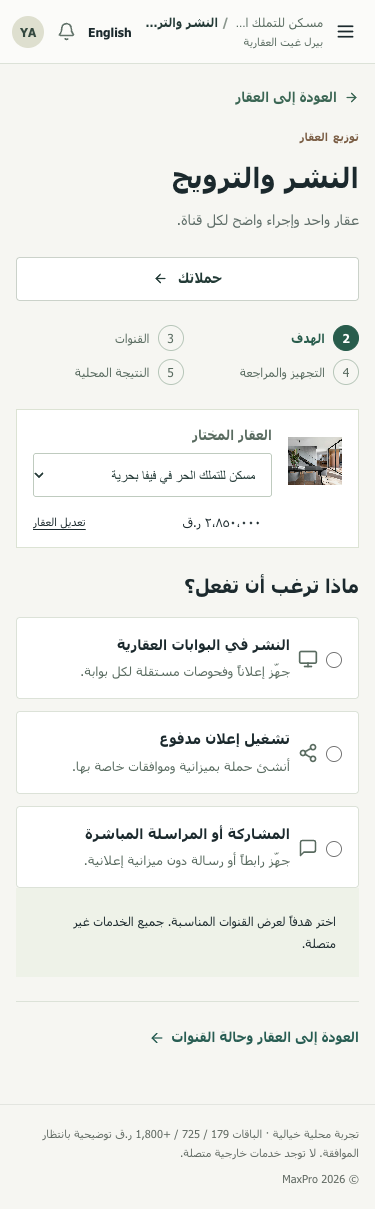 مسكن للتملك ا... / النشر والتر...
بيرل غيت العقارية
English
YA
العودة إلى العقار
توزيع العقار
النشر والترويج
عقار واحد وإجراء واضح لكل قناة.
حملاتك
2 الهدف
3 القنوات
4 التجهيز والمراجعة
5 النتيجة المحلية
العقار المختار
مسكن للتملك الحر في فيفا بحرية
٢،٨٥٠،٠٠٠ ر.ق
تعديل العقار
ماذا ترغب أن تفعل؟
النشر في البوابات العقارية
جهّز إعلاناً وفحوصات مستقلة لكل بوابة.
تشغيل إعلان مدفوع
أنشئ حملة بميزانية وموافقات خاصة بها.
المشاركة أو المراسلة المباشرة
جهّز رابطاً أو رسالة دون ميزانية إعلانية.
اختر هدفاً لعرض القنوات المناسبة. جميع الخدمات غير
متصلة.
العودة إلى العقار وحالة القنوات
تجربة محلية خيالية · الباقات 179 / 725 / +1,800 ر.ق توضيحية بانتظار
الموافقة. لا توجد خدمات خارجية متصلة.
© 2026 MaxPro